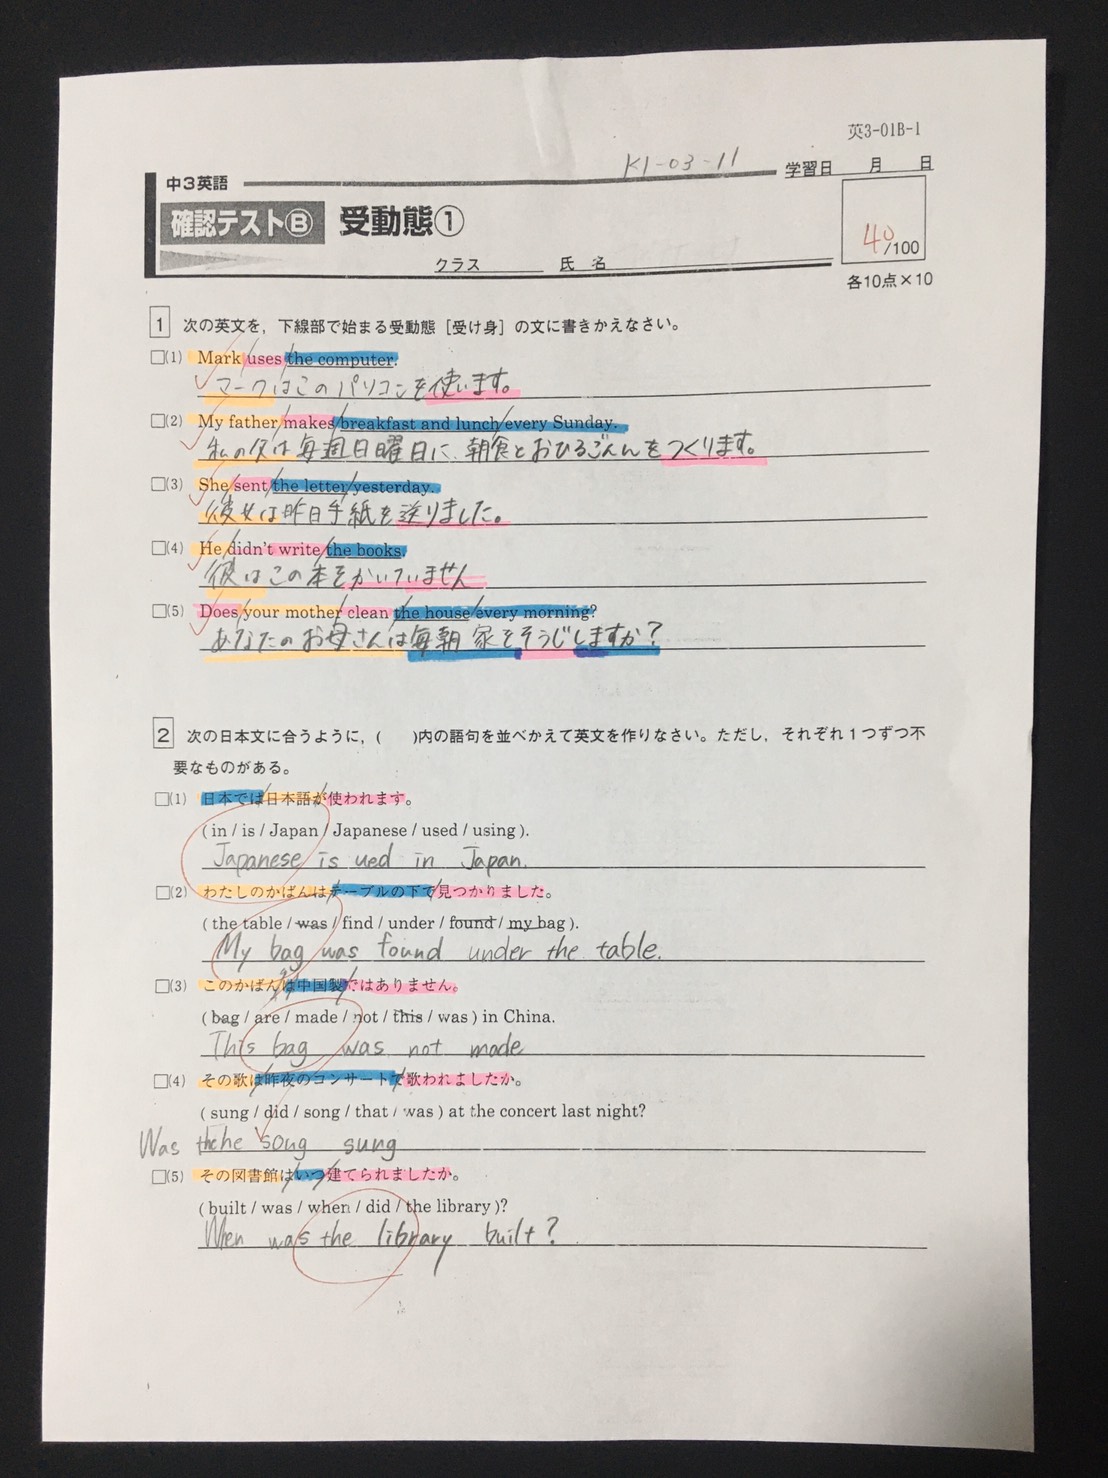 英3-01B-1
K1-03-11
学習日　月　日
中3英語
確認テストⒷ 受動態①
40/100
クラス　氏 名
各10点×10
1 次の英文を，下線部で始まる受動態［受け身］の文に書きかえなさい。
□(1) Mark uses the computer.
マークはこのパソコンを使います。
□(2) My father makes breakfast and lunch every Sunday.
私の父は毎週日曜日に、朝食とおひるごはんをつくります。
□(3) She sent the letter yesterday.
彼女は昨日手紙を送りました。
□(4) He didn't write the books.
彼はこの本をかいていません
□(5) Does your mother clean the house every morning?
あなたのお母さんは毎朝家をそうじしますか?
2 次の日本文に合うように，(　)内の語句を並べかえて英文を作りなさい。ただし，それぞれ1つずつ不
要なものがある。
□(1) 日本では日本語が使われます。
( in / is / Japan / Japanese / used / using ).
Japanese is ued in Japan.
□(2) わたしのかばんはテーブルの下で見つかりました。
( the table / was / find / under / found / my bag ).
My bag was found under the table.
□(3) このかばんは中国製ではありません。
( bag / are / made / not / this / was ) in China.
This bag was not made
□(4) その歌は昨夜のコンサートで歌われましたか。
( sung / did / song / that / was ) at the concert last night?
Was song sung
□(5) その図書館はいつ建てられましたか。
( built / was / when / did / the library )?
When was the library built?